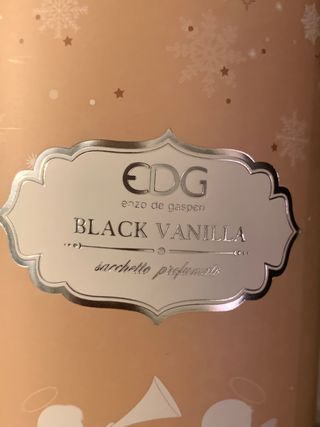 EDG
enzo de gasperi
BLACK VANILLA
sacchetto profumato